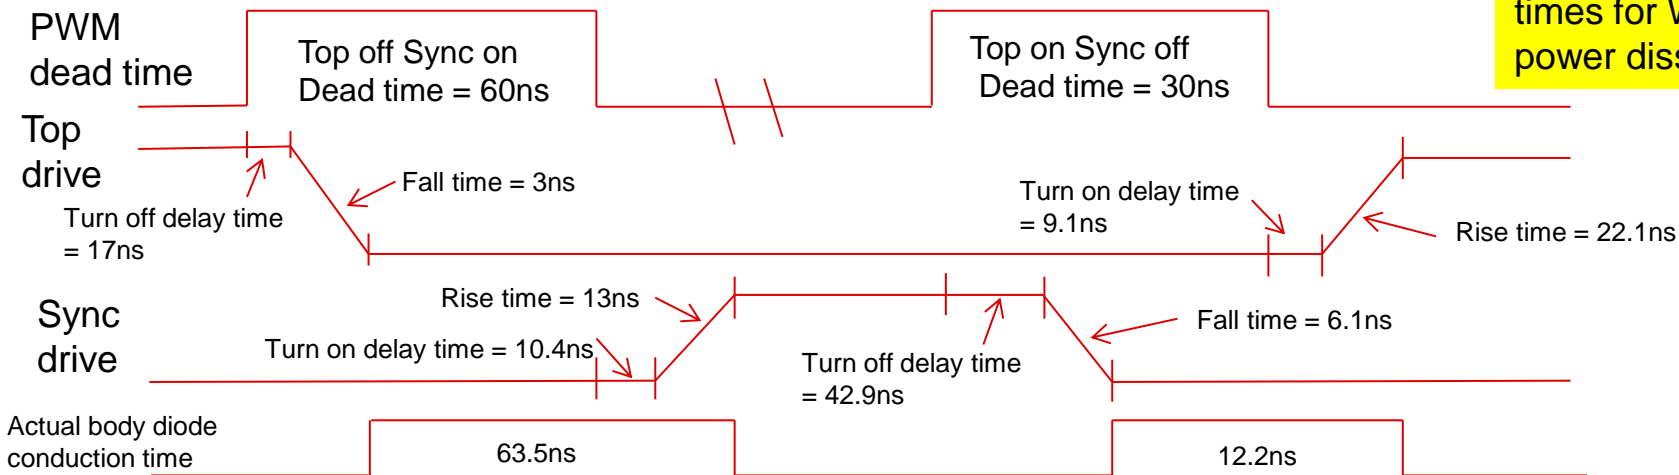 times for
power
PWM
dead time
Top off Sync on
Dead time = 60ns
Top on Sync off
Dead time = 30ns
Top
drive
Fall time = 3ns
Turn off delay time
= 17ns
Turn on delay time
= 9.1ns
Rise time = 22.1ns
Sync
drive
Rise time = 13ns
Turn on delay time = 10.4ns
Turn off delay time
= 42.9ns
Fall time = 6.1ns
Actual body diode
conduction time
63.5ns
12.2ns